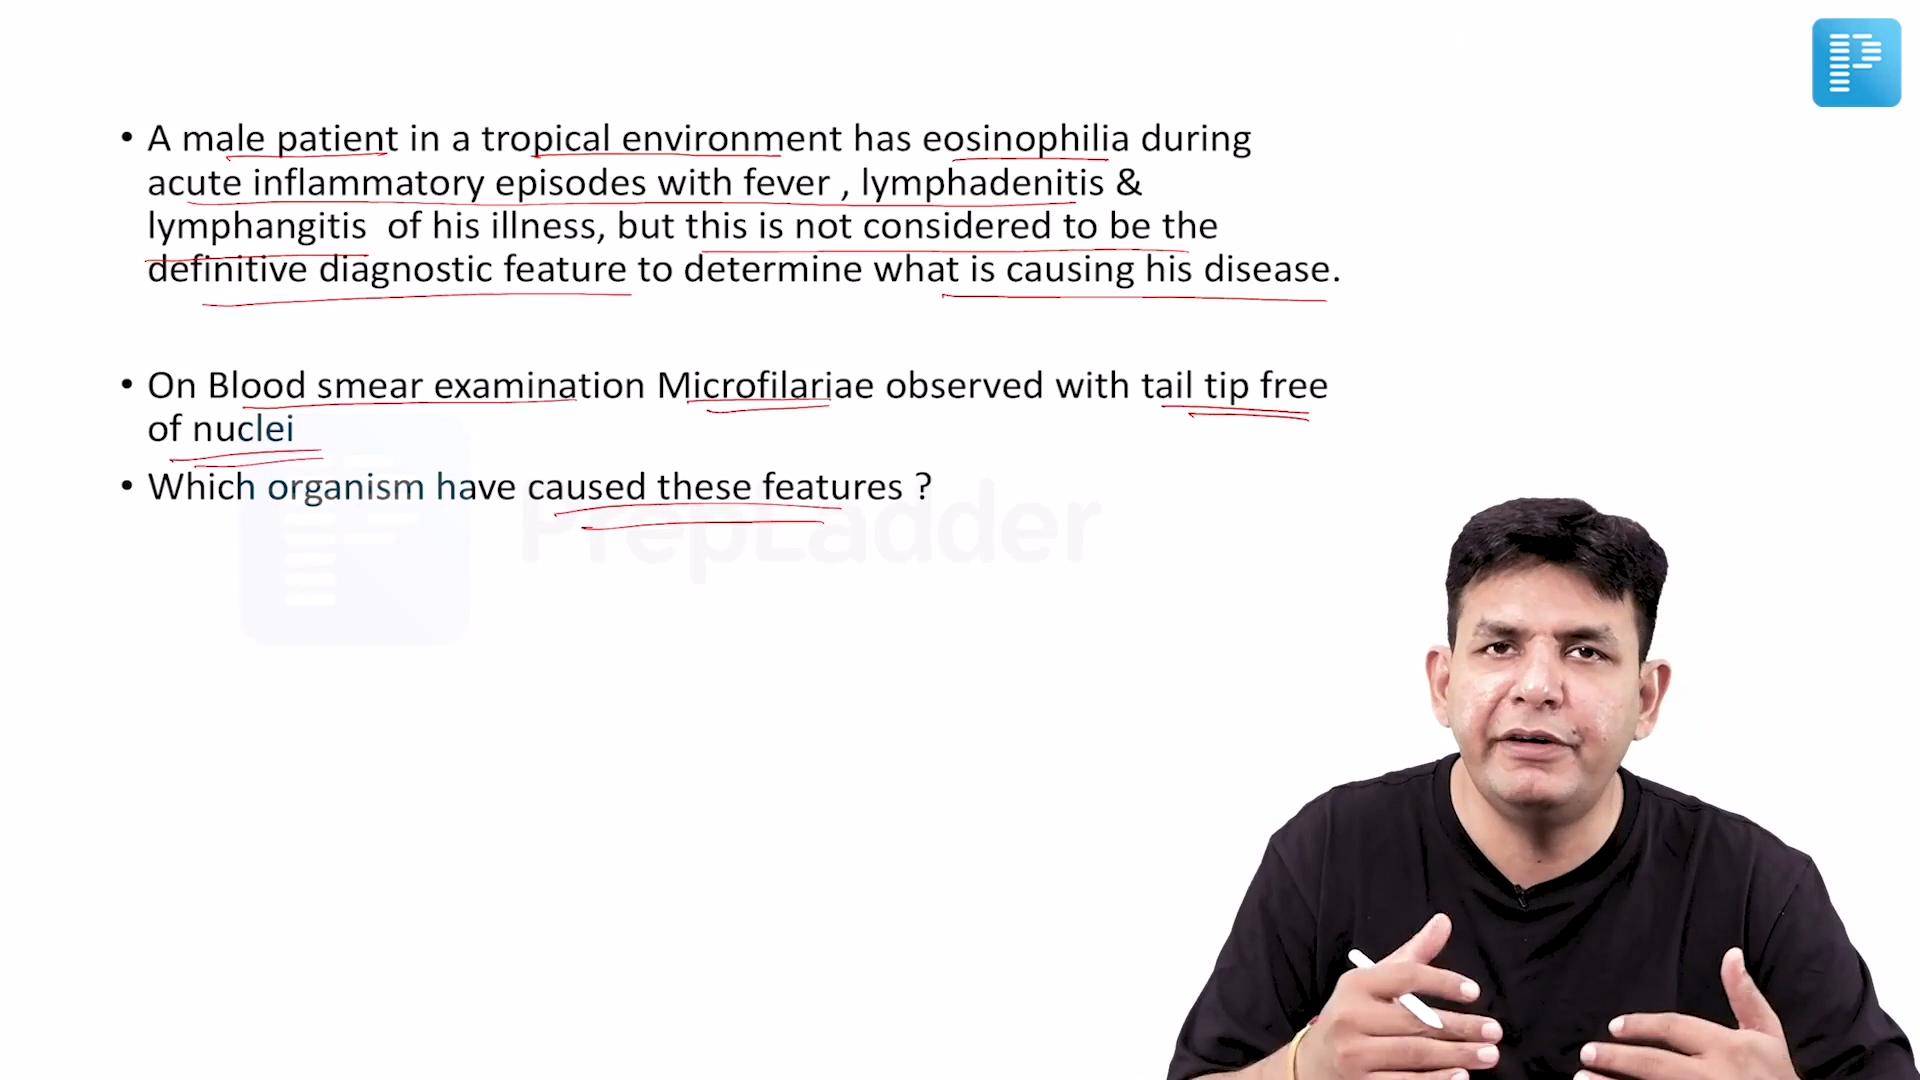 • A male patient in a tropical environment has eosinophilia during
acute inflammatory episodes with fever , lymphadenitis &
lymphangitis of his illness, but this is not considered to be the
definitive diagnostic feature to determine what is causing his disease.
• On Blood smear examination Microfilariae observed with tail tip free
of nuclei
• Which organism have caused these features ?
PrepLadder